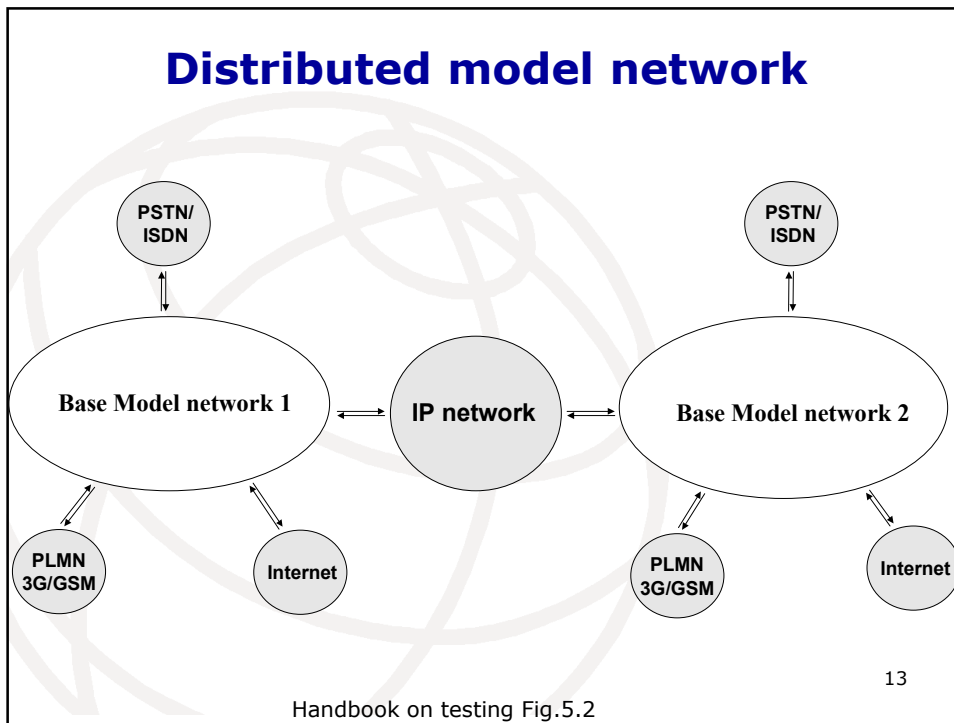 Distributed model network
PSTN/
ISDN
PSTN/
ISDN
Base Model network 1
IP network
Base Model network 2
PLMN
3G/GSM
Internet
PLMN
3G/GSM
Internet
13
Handbook on testing Fig.5.2